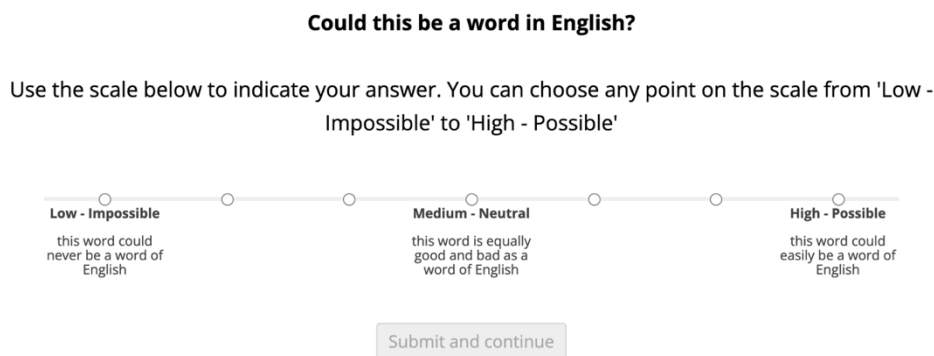 Could this be a word in English?
Use the scale below to indicate your answer. You can choose any point on the scale from 'Low -
Impossible' to 'High - Possible'
Low - Impossible
this word could
never be a word of
English
Medium - Neutral
this word is equally
good and bad as a
word of English
High - Possible
this word could
easily be a word of
English
Submit and continue